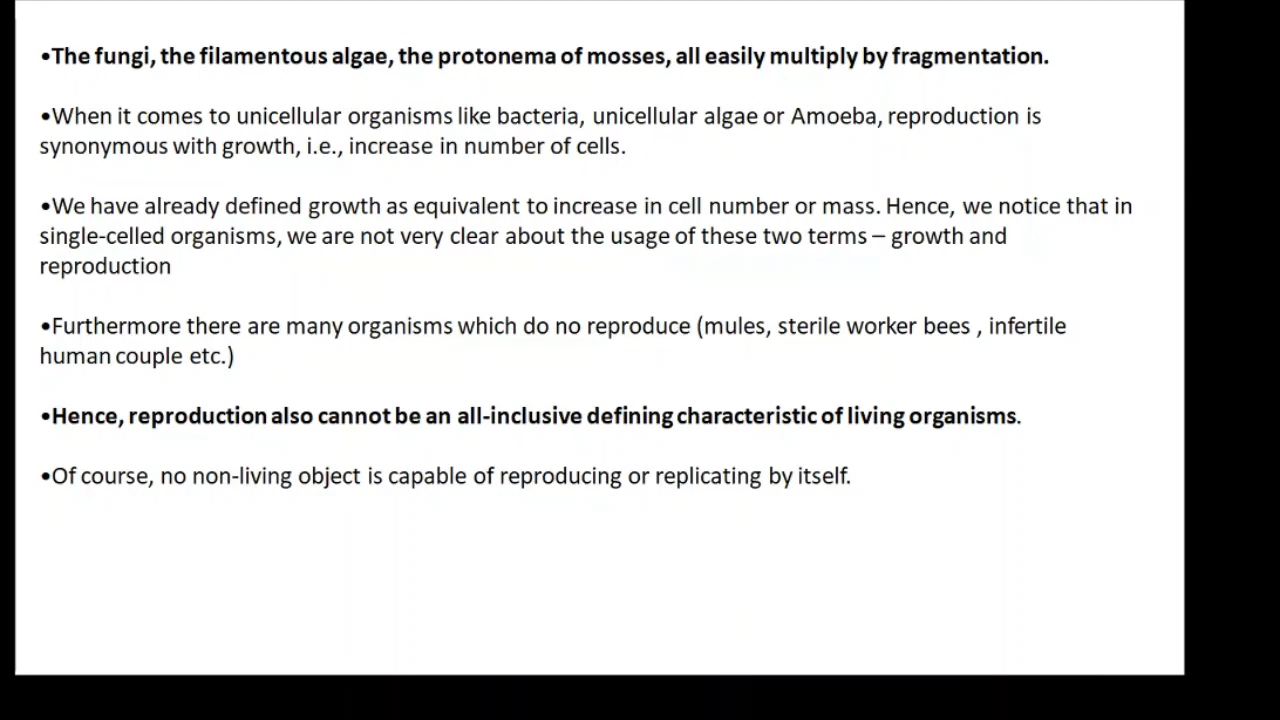 •The fungi, the filamentous algae, the protonema of mosses, all easily multiply by fragmentation.
•When it comes to unicellular organisms like bacteria, unicellular algae or Amoeba, reproduction is
synonymous with growth, i.e., increase in number of cells.
•We have already defined growth as equivalent to increase in cell number or mass. Hence, we notice that in
single-celled organisms, we are not very clear about the usage of these two terms – growth and
reproduction
•Furthermore there are many organisms which do no reproduce (mules, sterile worker bees , infertile
human couple etc.)
•Hence, reproduction also cannot be an all-inclusive defining characteristic of living organisms.
•Of course, no non-living object is capable of reproducing or replicating by itself.